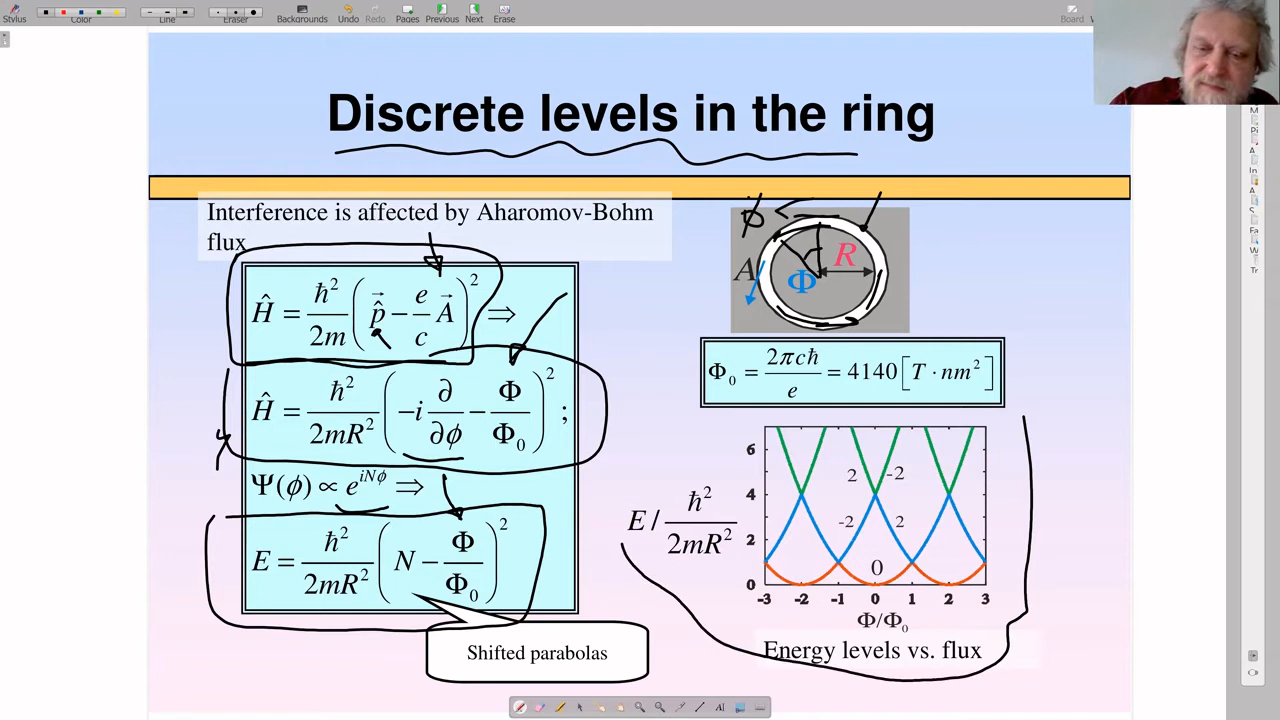 Stylus
Color
Line
Eraser
Backgrounds
Undo
Redo
Pages
Previous
Next
Erase
Board
Discrete levels in the ring
Interference is affected by Aharomov-Bohm
flux
Ĥ = ħ²/2m (p̂⃗ − e/c A⃗)² ⇒
Ĥ = ħ²/2mR² (−i ∂/∂ϕ − Φ/Φ₀)² ;
Ψ(ϕ) ∝ e^{iNϕ} ⇒
E = ħ²/2mR² (N − Φ/Φ₀)²
Shifted parabolas
ϕ
A
Φ
R
Φ₀ = 2πcħ/e = 4140[T·nm²]
E / ħ²/2mR²
6
4
2
0
2 -2
-2 2
0
-3 -2 -1 0 1 2 3
Φ/Φ₀
Energy levels vs. flux